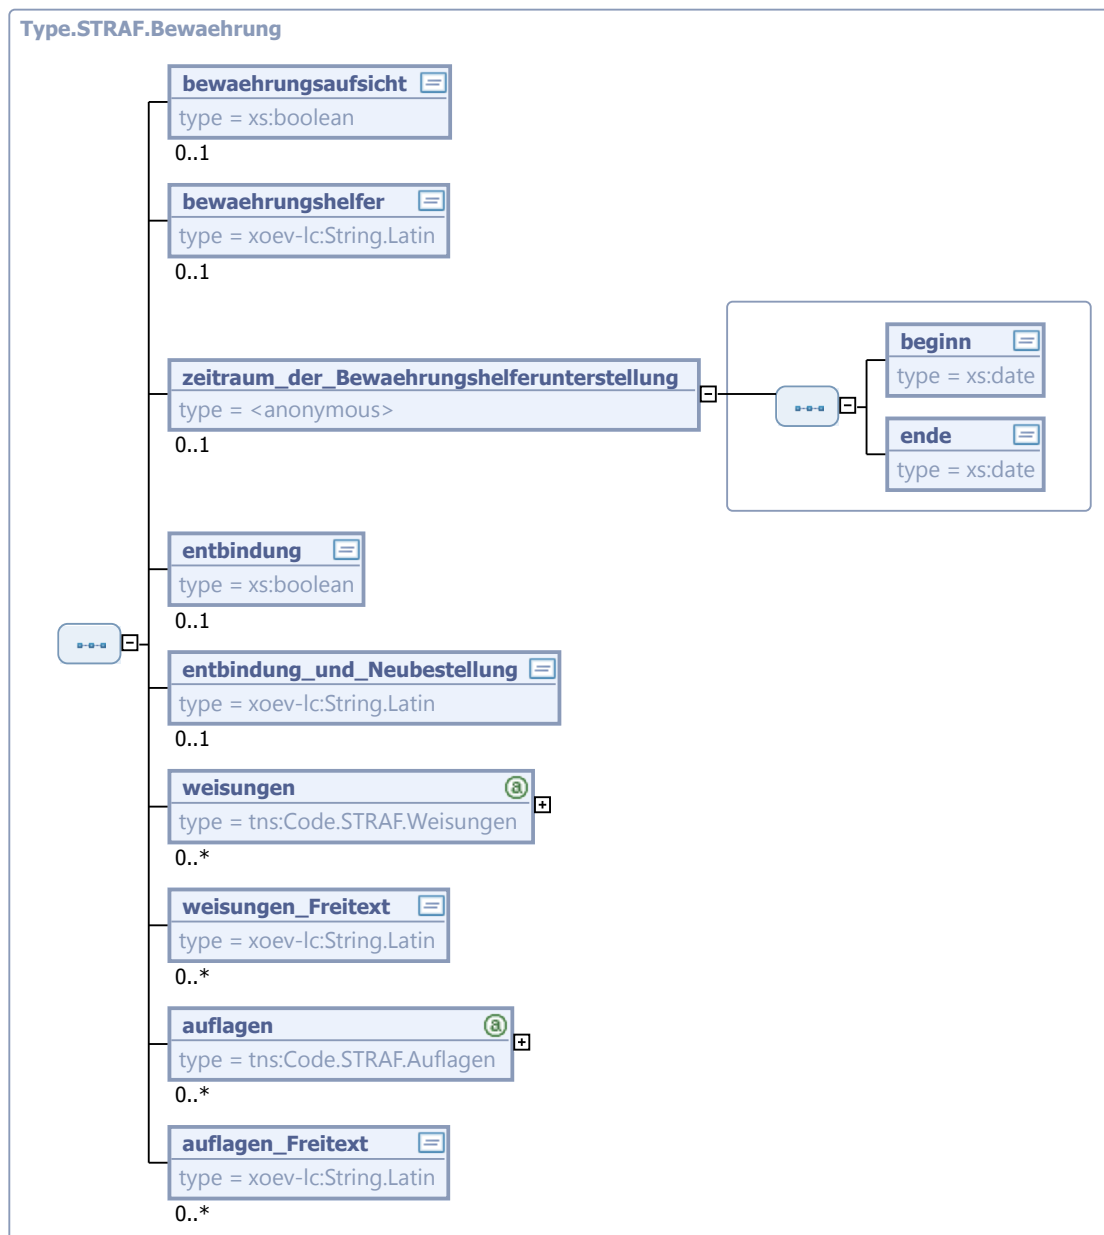 Type.STRAF.Bewaehrung
bewaehrungsaufsicht
type = xs:boolean
0..1
bewaehrungshelfer
type = xoev-lc:String.Latin
0..1
zeitraum_der_Bewaehrungshelferunterstellung
type = <anonymous>
0..1
beginn
type = xs:date
ende
type = xs:date
entbindung
type = xs:boolean
0..1
entbindung_und_Neubestellung
type = xoev-lc:String.Latin
0..1
weisungen
type = tns:Code.STRAF.Weisungen
0..*
weisungen_Freitext
type = xoev-lc:String.Latin
0..*
auflagen
type = tns:Code.STRAF.Auflagen
0..*
auflagen_Freitext
type = xoev-lc:String.Latin
0..*